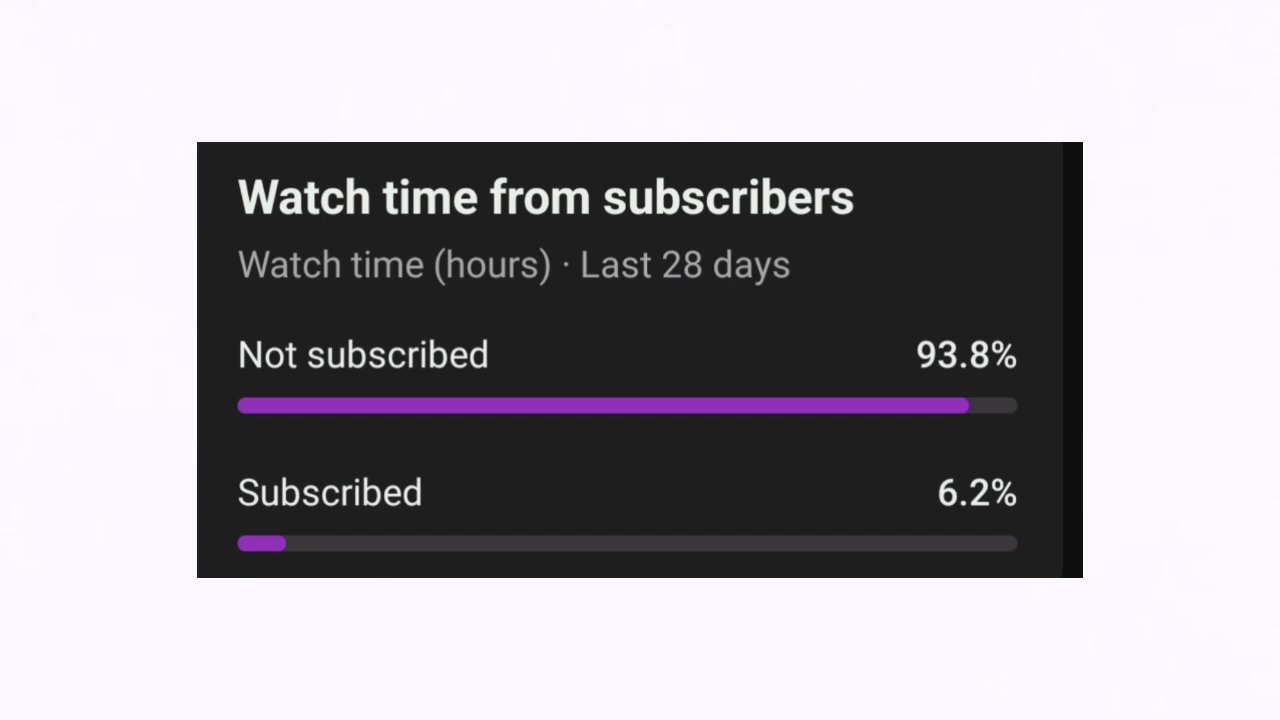 Watch time from subscribers
Watch time (hours) · Last 28 days
Not subscribed 93.8%
Subscribed 6.2%